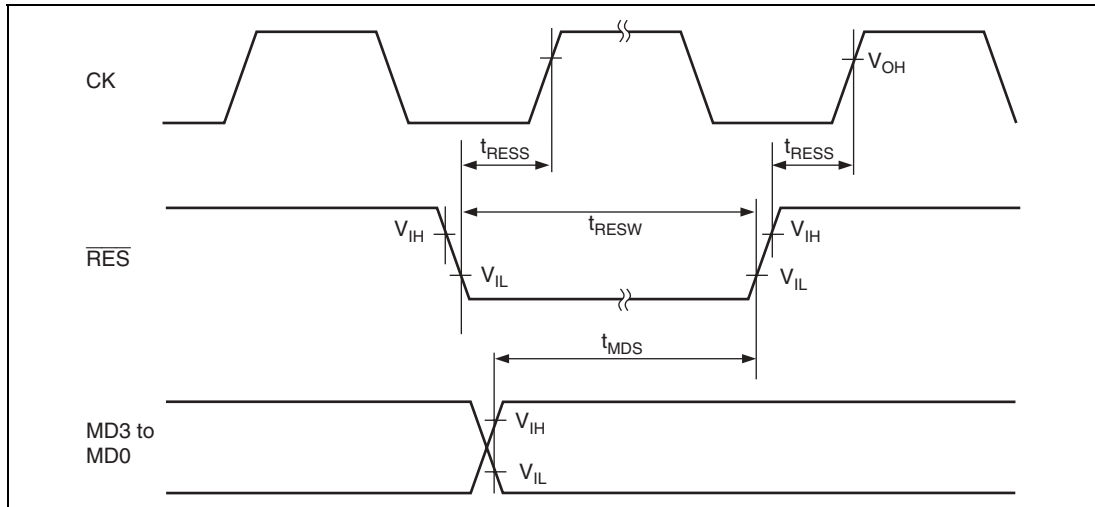 CK
V_OH
t_RESS
t_RESS
t_RESW
V_IH
V_IH
RES
V_IL
V_IL
t_MDS
V_IH
MD3 to
MD0
V_IL